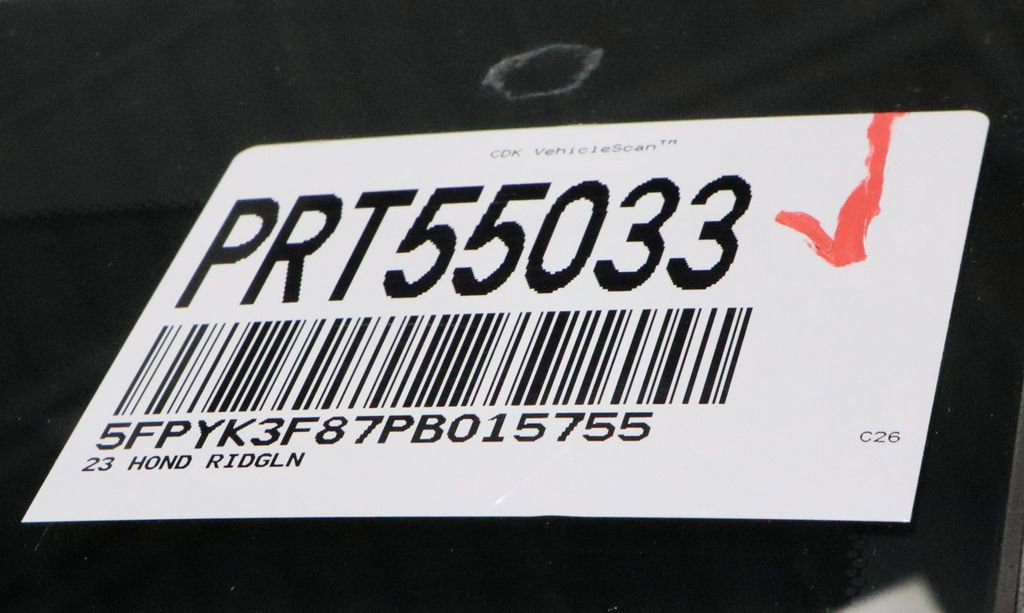 CDK VehicleScan™
PRT55033
5FPYK3F87PB015755
23 HOND RIDGLN
C26